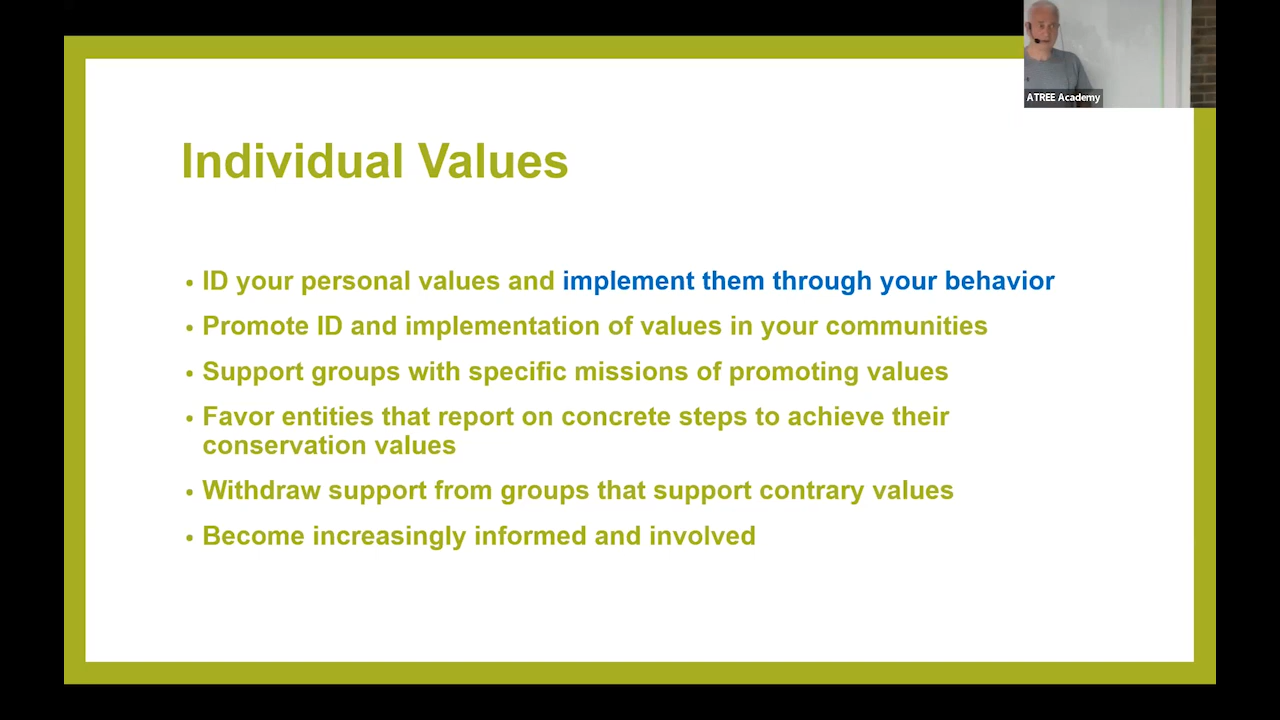 ATREE Academy
Individual Values
• ID your personal values and implement them through your behavior
• Promote ID and implementation of values in your communities
• Support groups with specific missions of promoting values
• Favor entities that report on concrete steps to achieve their
conservation values
• Withdraw support from groups that support contrary values
• Become increasingly informed and involved